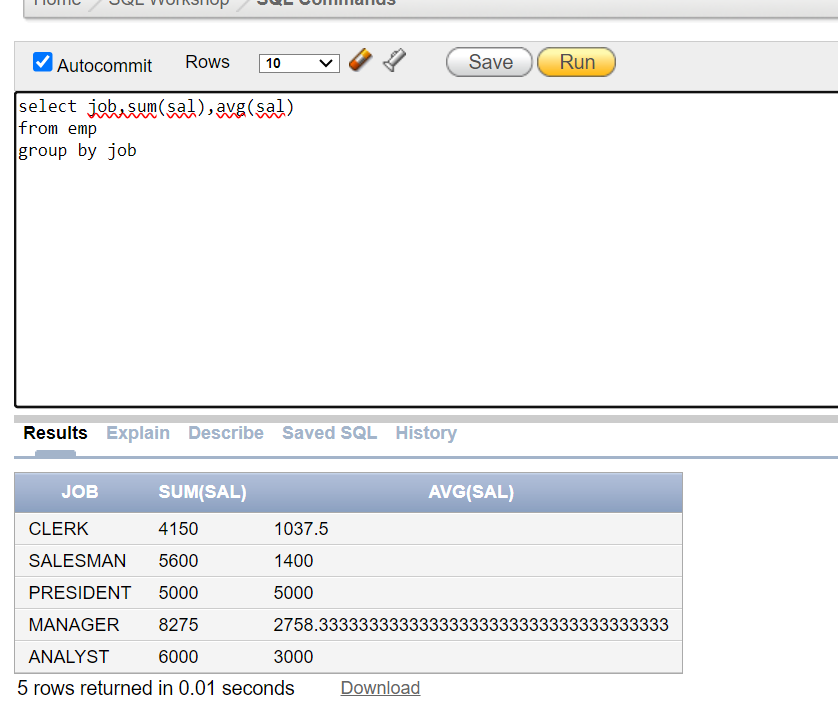 Home SQL Workshop SQL Commands
Autocommit Rows 10 Save Run
select job,sum(sal),avg(sal)
from emp
group by job
Results Explain Describe Saved SQL History
JOB SUM(SAL) AVG(SAL)
CLERK 4150 1037.5
SALESMAN 5600 1400
PRESIDENT 5000 5000
MANAGER 8275 2758.33333333333333333333333333333333333
ANALYST 6000 3000
5 rows returned in 0.01 seconds Download